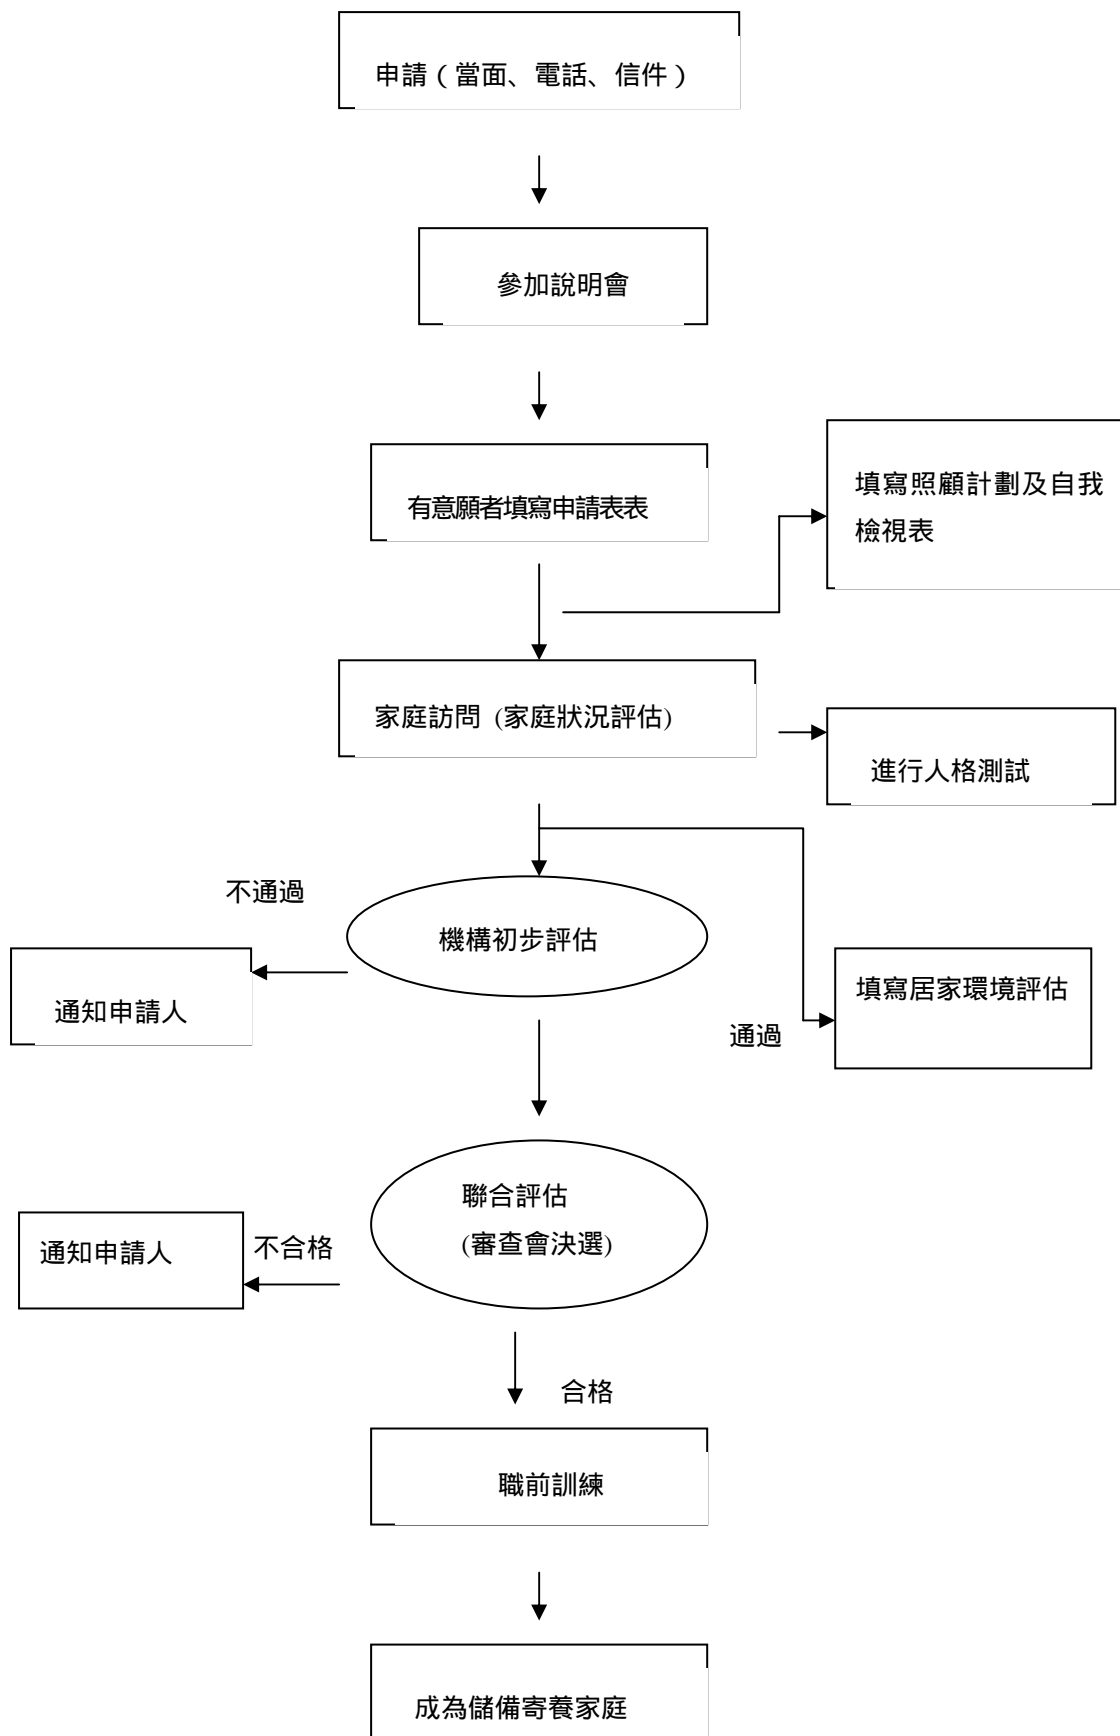 申請（當面、電話、信件）
參加說明會
有意願者填寫申請表表
填寫照顧計劃及自我
檢視表
家庭訪問 (家庭狀況評估)
進行人格測試
不通過
機構初步評估
通知申請人
填寫居家環境評估
通過
聯合評估
(審查會決選)
通知申請人
不合格
合格
職前訓練
成為儲備寄養家庭